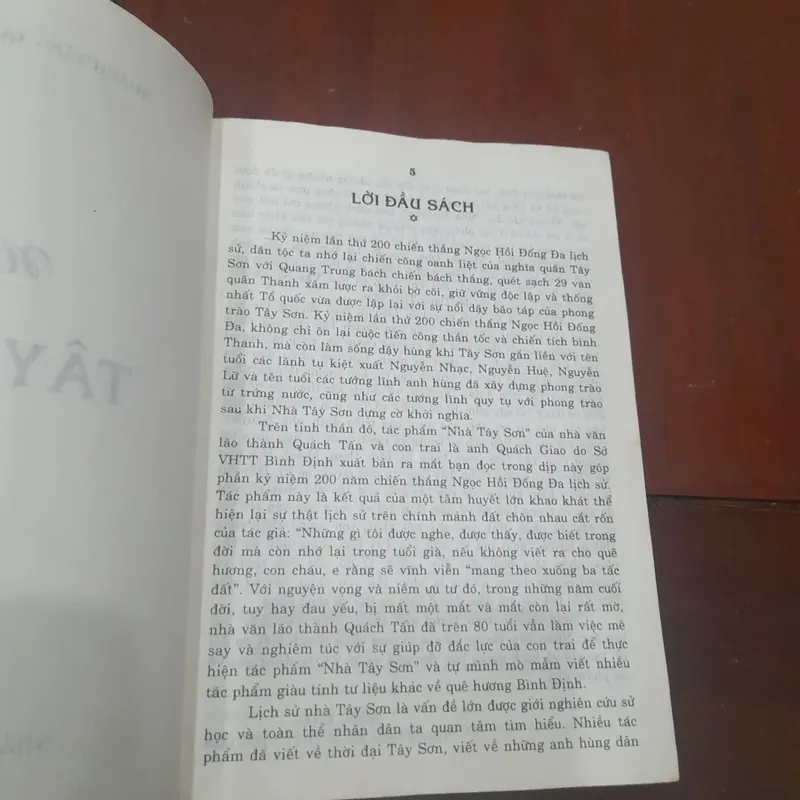 5
LỜI ĐẦU SÁCH
...Kỷ niệm lần thứ 200 chiến thắng Ngọc Hồi Đống Đa lịch
sử, dân tộc ta nhớ lại chiến công oanh liệt của nghĩa quân Tây
Sơn với Quang Trung bách chiến bách thắng, quét sạch 29 vạn
quân Thanh xâm lược ra khỏi bờ cõi, giữ vững độc lập và thống
nhất Tổ quốc vừa được lập lại với sự nổi dậy bão táp của phong
trào Tây Sơn. Kỷ niệm lần thứ 200 chiến thắng Ngọc Hồi Đống
Đa, không chỉ ôn lại cuộc tiến công thần tốc và chiến tích bình
Thanh, mà còn làm sống dậy hùng khí Tây Sơn gắn liền với tên
tuổi các lãnh tụ kiệt xuất Nguyễn Nhạc, Nguyễn Huệ, Nguyễn
Lữ và tên tuổi các tướng lĩnh anh hùng đã xây dựng phong trào
từ trứng nước, cũng như các tướng lĩnh quy tụ với phong trào
sau khi Nhà Tây Sơn dựng cờ khởi nghĩa.
Trên tinh thần đó, tác phẩm “Nhà Tây Sơn” của nhà văn
lão thành Quách Tấn và con trai là anh Quách Giao do Sở
VHTT Bình Định xuất bản ra mắt bạn đọc trong dịp này góp
phần kỷ niệm 200 năm chiến thắng Ngọc Hồi Đống Đa lịch sử.
Tác phẩm này là kết quả của một tâm huyết lớn khao khát thể
hiện lại sự thật lịch sử trên chính mảnh đất chôn nhau cắt rốn
của tác giả: “Những gì tôi được nghe, được thấy, được biết trong
đời mà còn nhớ lại trong tuổi già, nếu không viết ra cho quê
hương, con cháu, e rằng sẽ vĩnh viễn “mang theo xuống ba tấc
đất”. Với nguyện vọng và niềm ưu tư đó, trong những năm cuối
đời, tuy hay đau yếu, bị mất một mắt và mắt còn lại rất mờ,
nhà văn lão thành Quách Tấn đã trên 80 tuổi vẫn làm việc mê
say và nghiêm túc với sự giúp đỡ đắc lực của con trai để thực
hiện tác phẩm “Nhà Tây Sơn” và tự mình mò mẫm viết nhiều
tác phẩm giàu tính tư liệu khác về quê hương Bình Định.
Lịch sử nhà Tây Sơn là vấn đề lớn được giới nghiên cứu sử
học và toàn thể nhân dân ta quan tâm tìm hiểu. Nhiều tác
phẩm đã viết về thời đại Tây Sơn, viết về những anh hùng dân
TÂY